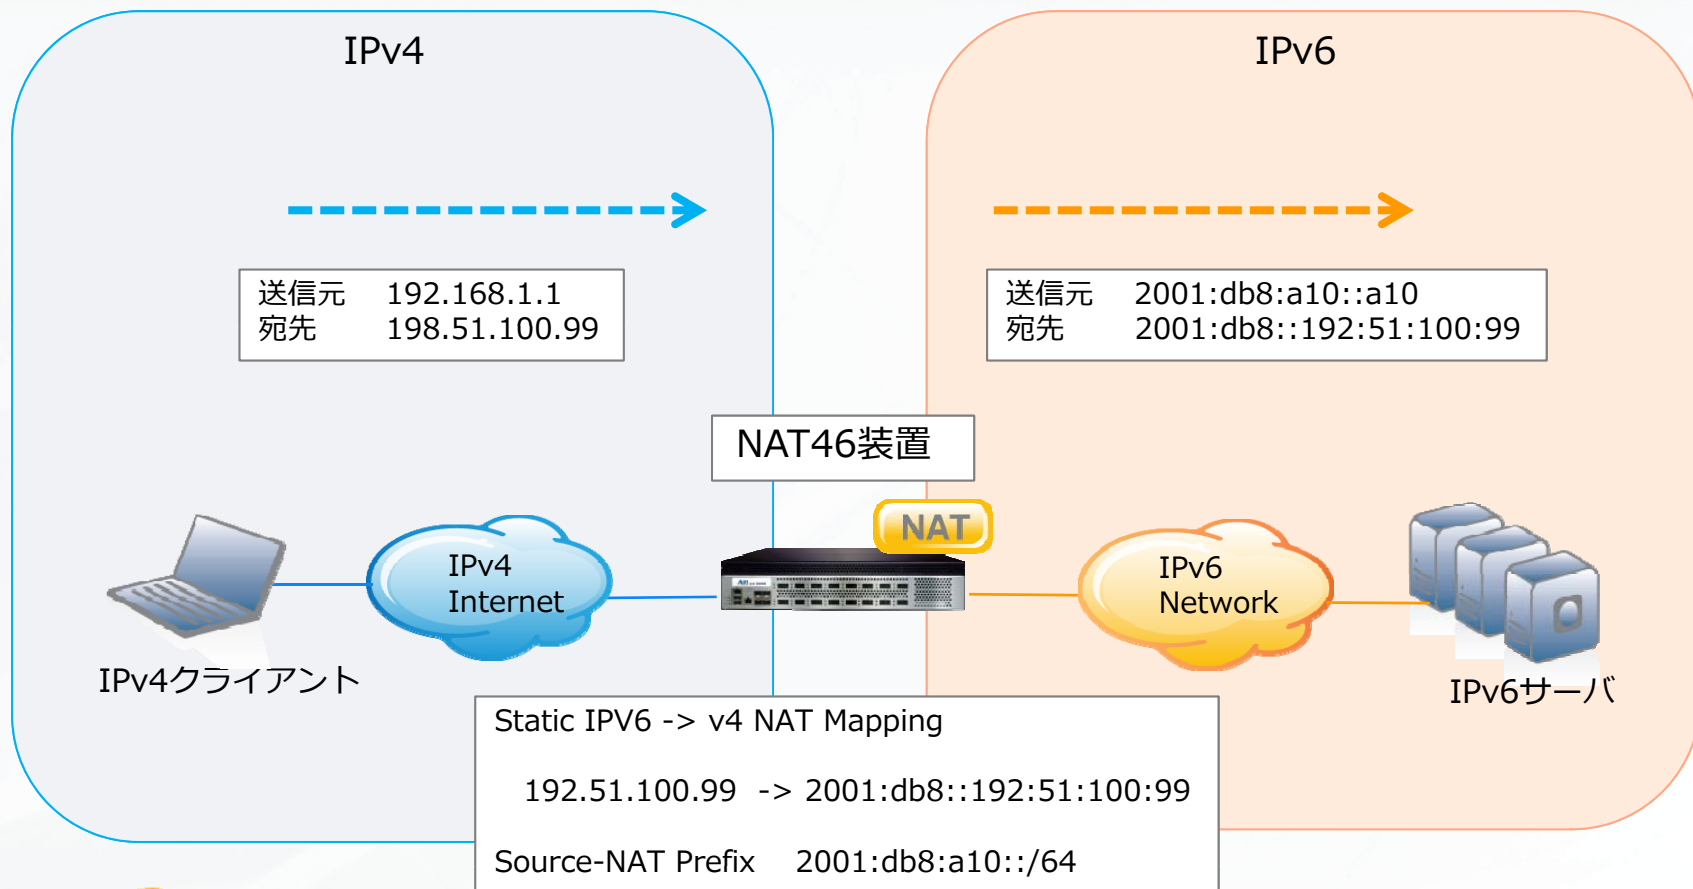 IPv4
IPv6
送信元 192.168.1.1
宛先 198.51.100.99
送信元 2001:db8:a10::a10
宛先 2001:db8::192:51:100:99
NAT46装置
NAT
IPv4
Internet
IPv6
Network
IPv4クライアント
IPv6サーバ
Static IPV6 -> v4 NAT Mapping
192.51.100.99 -> 2001:db8::192:51:100:99
Source-NAT Prefix 2001:db8:a10::/64